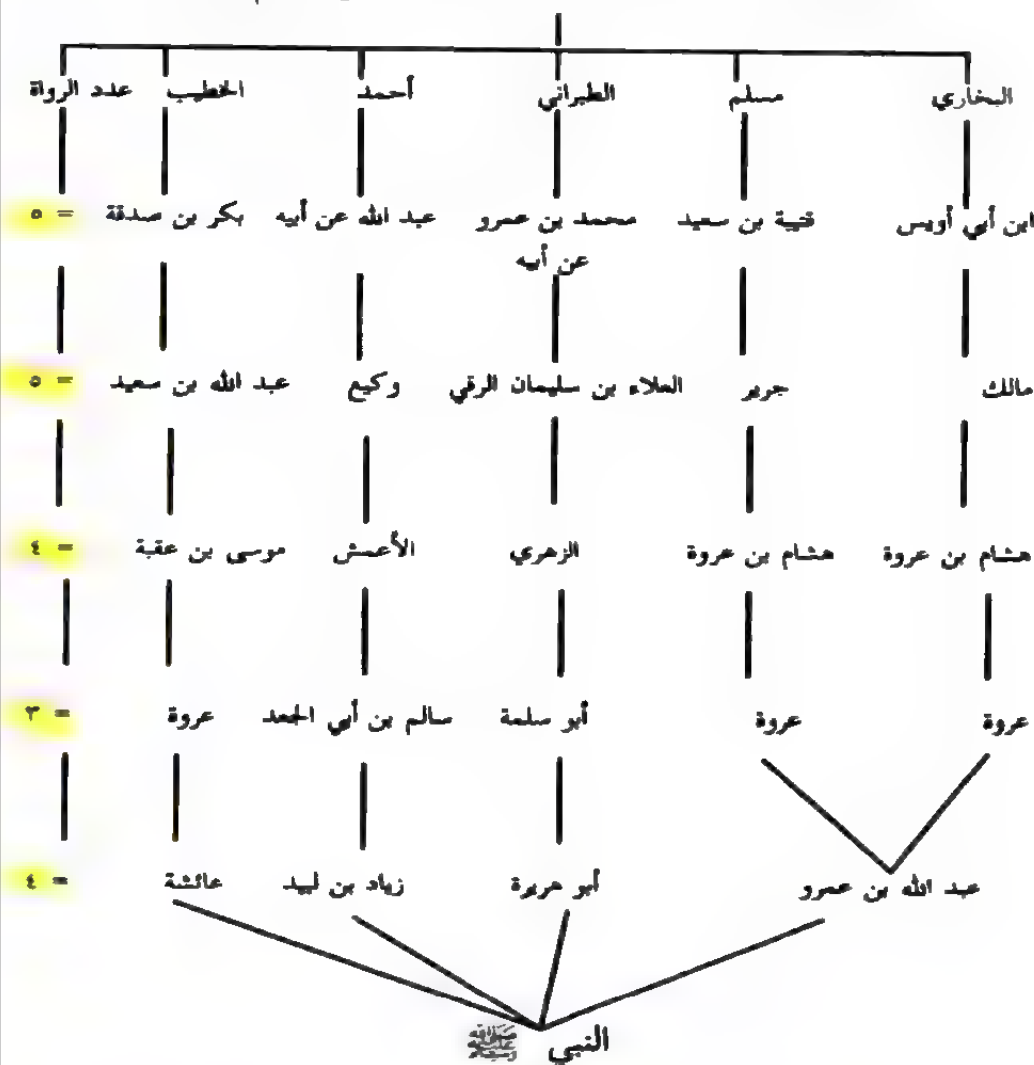 البخاري مسلم الطبراني أحمد الخطيب عدد الرواة
ابن أبي أويس قتيبة بن سعيد محمد بن عمرو عبد الله عن أبيه بكر بن صدقة = ٥
عن أبيه
مالك جرير العلاء بن سليمان الرقي وكيع عبد الله بن سعيد = ٥
هشام بن عروة هشام بن عروة الزهري الأعمش موسى بن عقبة = ٤
عروة عروة أبو سلمة سالم بن أبي الجعد عروة = ٣
عبد الله بن عمرو أبو هريرة زياد بن لبيد عائشة = ٤
النبي ﷺ